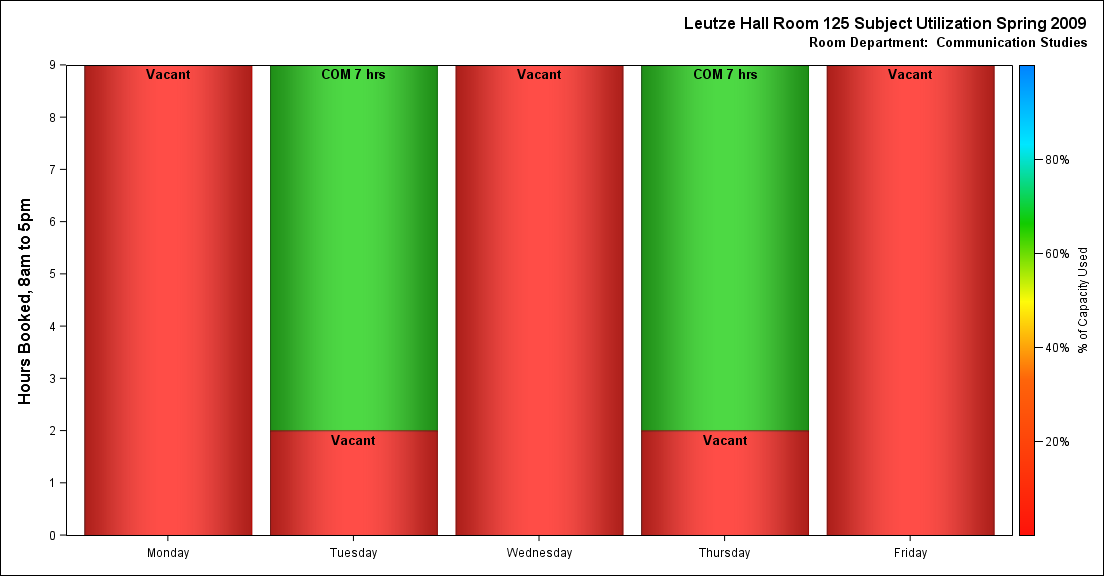 Leutze Hall Room 125 Subject Utilization Spring 2009
Room Department:  Communication Studies
Hours Booked, 8am to 5pm
9
8
7
6
5
4
3
2
1
0
Vacant
COM 7 hrs
Vacant
COM 7 hrs
Vacant
Vacant
Vacant
Monday
Tuesday
Wednesday
Thursday
Friday
80%
60%
40%
20%
% of Capacity Used